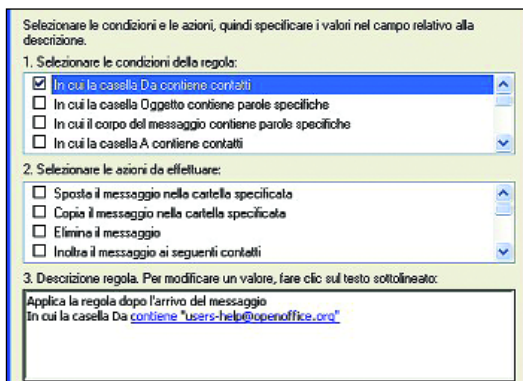 Selezionare le condizioni e le azioni, quindi specificare i valori nel campo relativo alla
descrizione.
1. Selezionare le condizioni della regola:
In cui la casella Da contiene contatti
In cui la casella Oggetto contiene parole specifiche
In cui il corpo del messaggio contiene parole specifiche
In cui la casella A contiene contatti
2. Selezionare le azioni da effettuare:
Sposta il messaggio nella cartella specificata
Copia il messaggio nella cartella specificata
Elimina il messaggio
Inoltra il messaggio ai seguenti contatti
3. Descrizione regola. Per modificare un valore, fare clic sul testo sottolineato:
Applica la regola dopo l'arrivo del messaggio
In cui la casella Da contiene "users-help@openoffice.org"